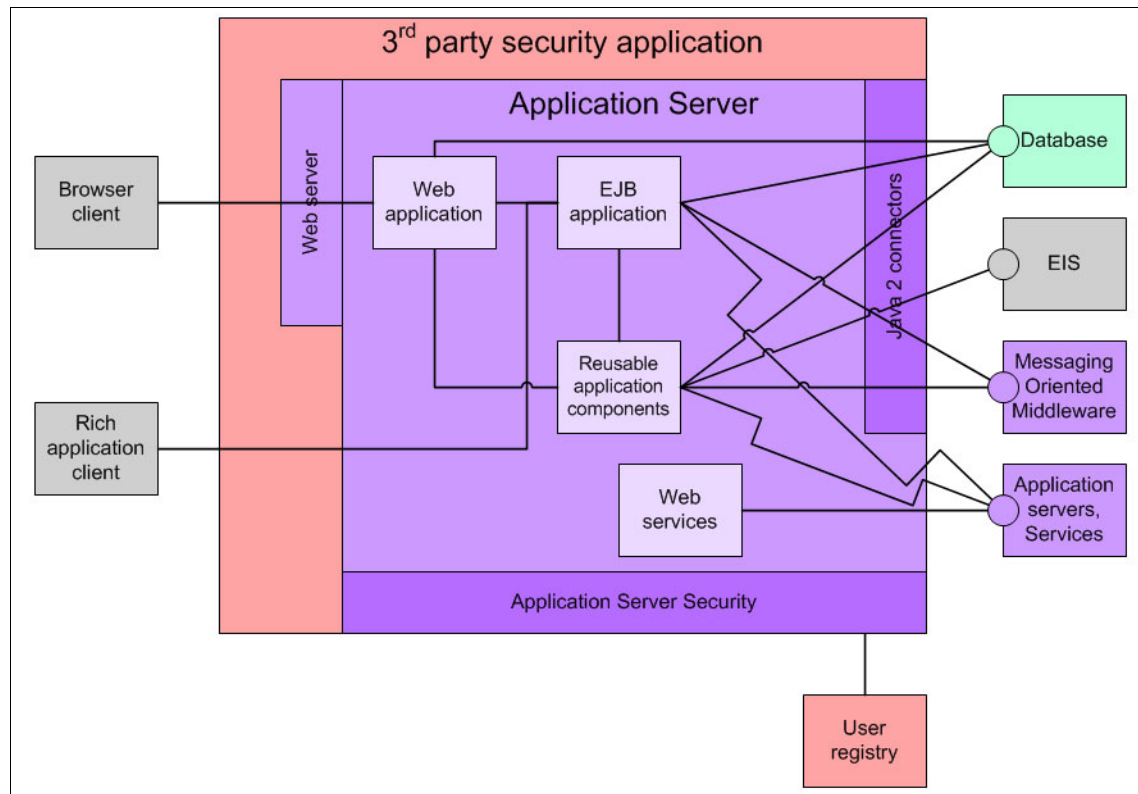 3rd party security application
Application Server
Web server
Java 2 connectors
Browser
client
Web
application
EJB
application
Database
EIS
Reusable
application
components
Messaging
Oriented
Middleware
Rich
application
client
Web
services
Application
servers,
Services
Application Server Security
User
registry